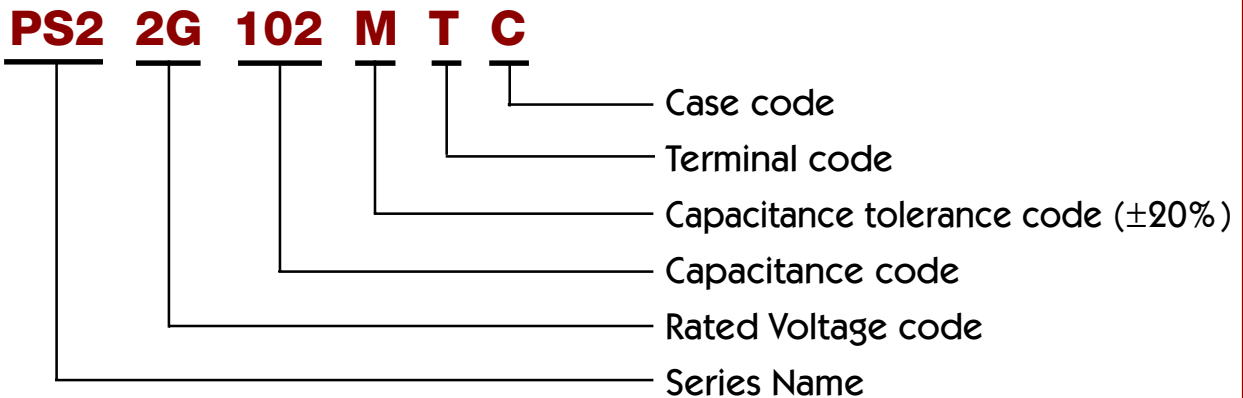 PS2 2G 102 M T C
Case code
Terminal code
Capacitance tolerance code (±20%)
Capacitance code
Rated Voltage code
Series Name